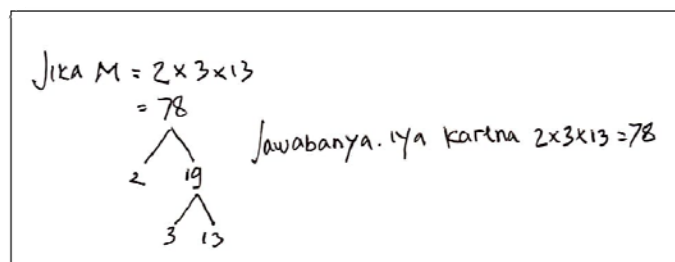 Jika M = 2 x 3 x 13
= 78
2 19
3 13
Jawabanya. iya karena 2x3x13 = 78